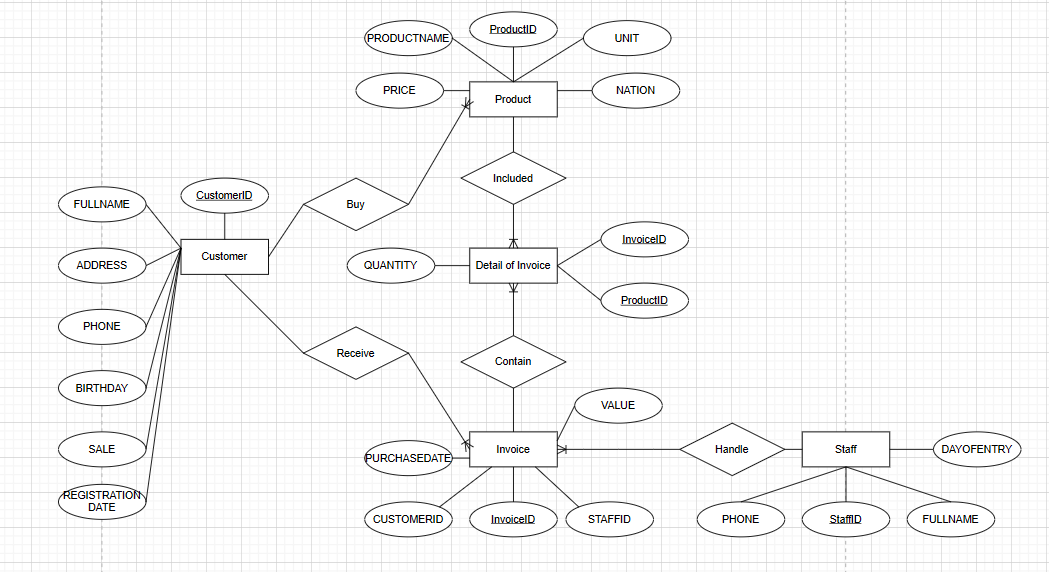 ProductID
PRODUCTNAME
UNIT
PRICE
NATION
Product
Included
CustomerID
FULLNAME
Buy
InvoiceID
Customer
ADDRESS
QUANTITY
Detail of Invoice
ProductID
PHONE
Receive
Contain
BIRTHDAY
VALUE
SALE
PURCHASEDATE
Invoice
Handle
Staff
DAYOFENTRY
REGISTRATION
DATE
CUSTOMERID
InvoiceID
STAFFID
PHONE
StaffID
FULLNAME